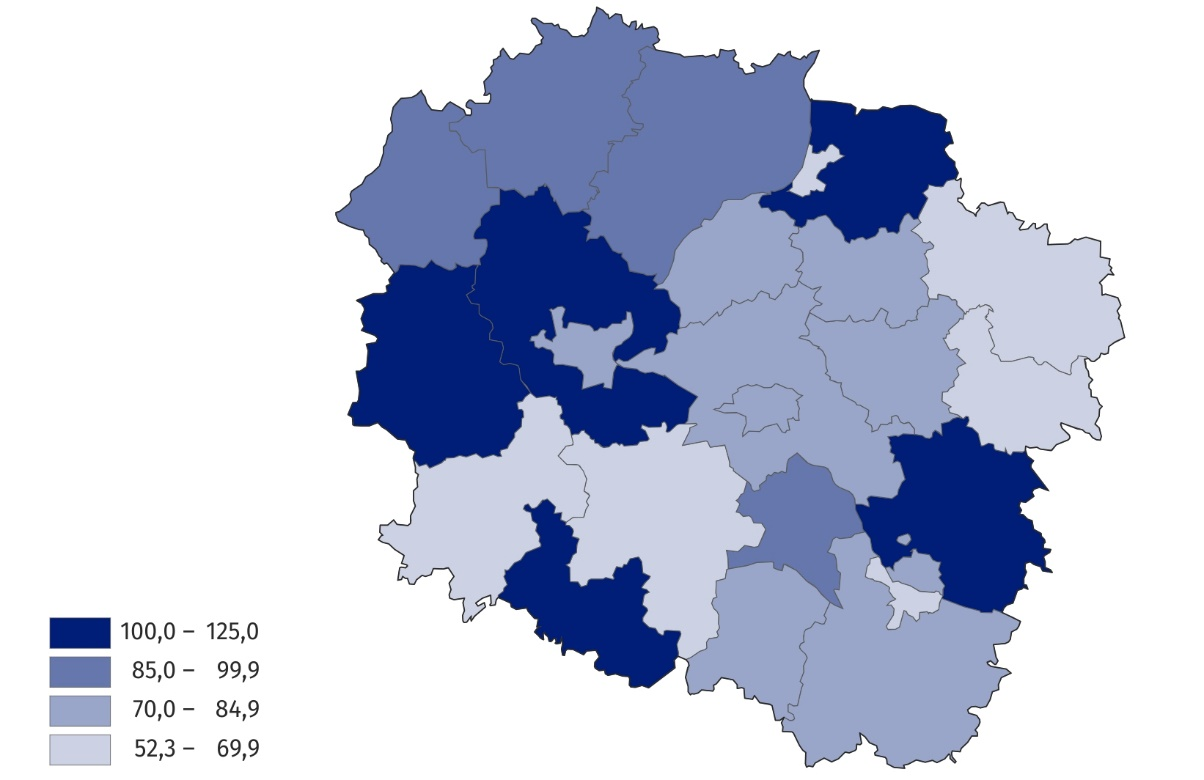 100,0 – 125,0
85,0 – 99,9
70,0 – 84,9
52,3 – 69,9